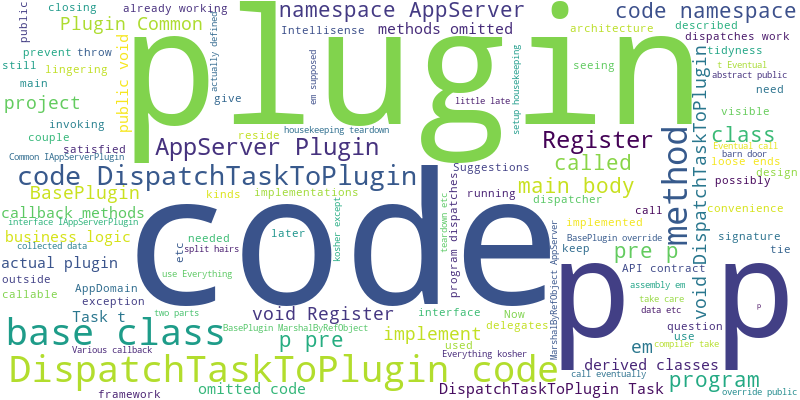 closing
already working
namespace AppServer
code namespace
public
Plugin Common
plugin
Intellisense
methods omitted
architecture
described
dispatches work
prevent
throw
actually defined
public void
em supposed
seeing
tidyness
t Eventual
still
lingering
abstract public
main
give
little late
setup housekeeping
need
project
invoking
housekeeping teardown
visible
couple
reside
AppServer Plugin
Register
method
class
Eventual call
barn door
satisfied
called
void DispatchTaskToPlugin
loose ends
Common IAppServerPlugin
code DispatchTaskToPlugin
Suggestions
design
kinds
implementations
running
main body
possibly
BasePlugin
code
p p
callback methods
dispatcher
call
convenience
interface IAppServerPlugin
needed
later
kosher except
teardown etc
program dispatches
implemented
signature
business logic
split hairs
BasePlugin override
collected data
etc
keep
pre p
tie
actual plugin
MarshalByRefObject AppServer
API contract
outside
use Everything
assembly em
callable
AppDomain
interface
Now
take care
exception
two parts
void Register
data etc
p
Task t
delegates
question
base class
BasePlugin MarshalByRefObject
implement
used
use
p pre
em
compiler take
Various callback
Everything kosher
derived classes
DispatchTaskToPlugin code
call eventually
program
framework
omitted code
DispatchTaskToPlugin Task
override public